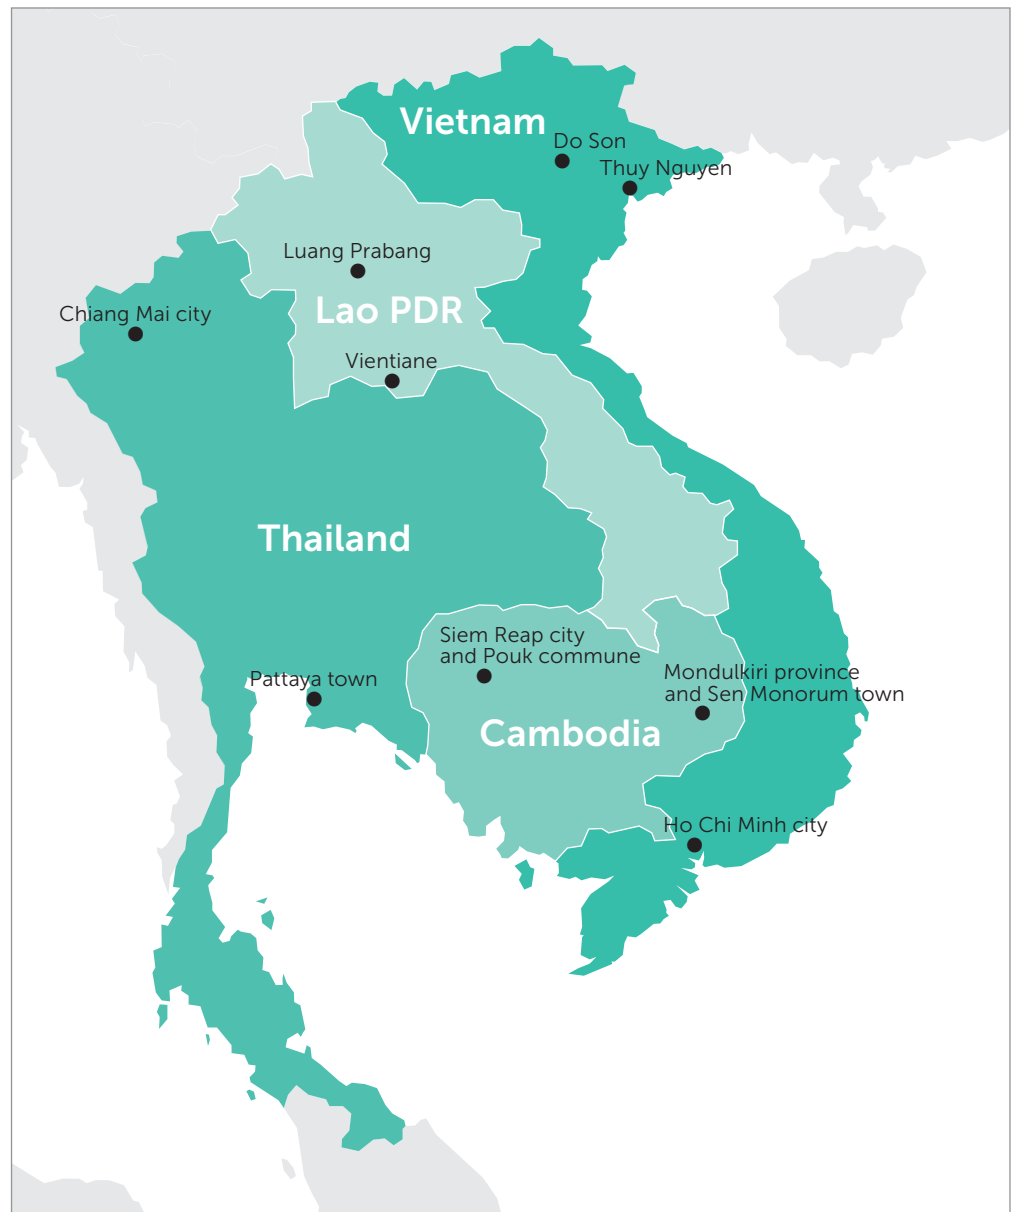 Vietnam
Do Son
Thuy Nguyen
Luang Prabang
Lao PDR
Chiang Mai city
Vientiane
Thailand
Siem Reap city
and Pouk commune
Mondulkiri province
and Sen Monorum town
Pattaya town
Cambodia
Ho Chi Minh city